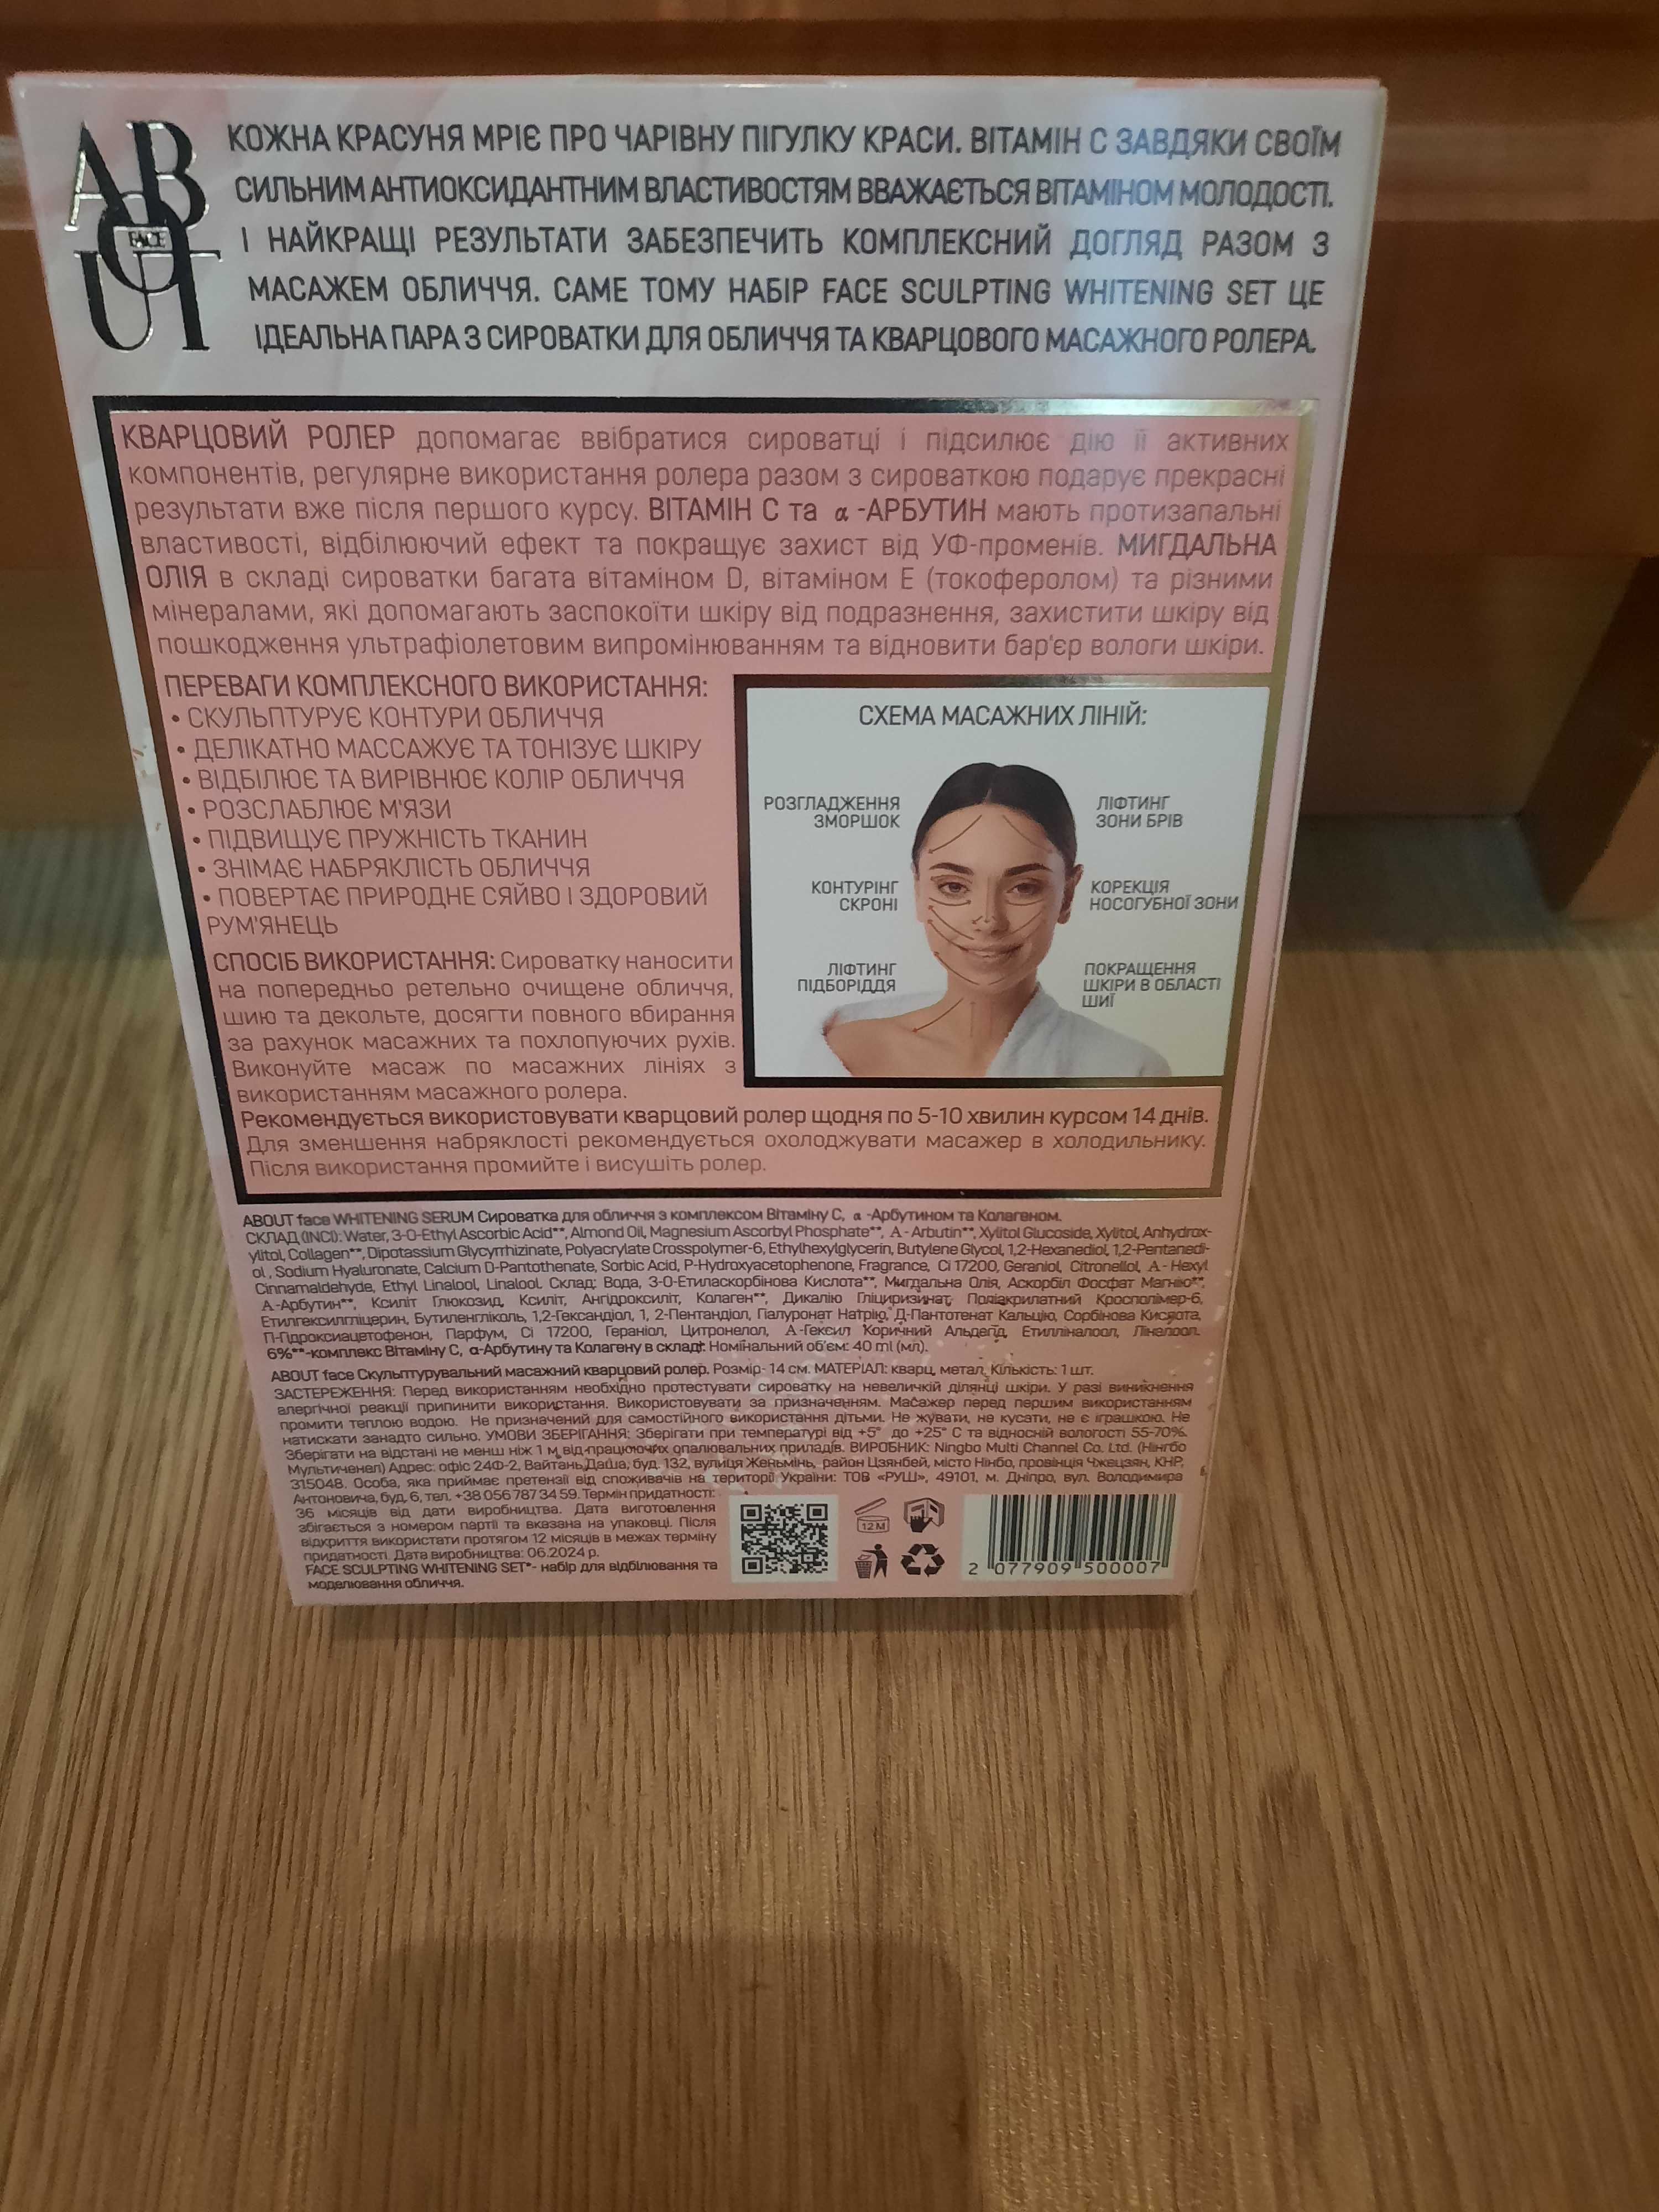 ABOUT
FACE
КОЖНА КРАСУНЯ МРІЄ ПРО ЧАРІВНУ ПІГУЛКУ КРАСИ. ВІТАМІН С ЗАВДЯКИ СВОЇМ
СИЛЬНИМ АНТИОКСИДАНТНИМ ВЛАСТИВОСТЯМ ВВАЖАЄТЬСЯ ВІТАМІНОМ МОЛОДОСТІ.
І НАЙКРАЩІ РЕЗУЛЬТАТИ ЗАБЕЗПЕЧИТЬ КОМПЛЕКСНИЙ ДОГЛЯД РАЗОМ З
МАСАЖЕМ ОБЛИЧЧЯ. САМЕ ТОМУ НАБІР FACE SCULPTING WHITENING SET ЦЕ
ІДЕАЛЬНА ПАРА З СИРОВАТКИ ДЛЯ ОБЛИЧЧЯ ТА КВАРЦОВОГО МАСАЖНОГО РОЛЕРА.
КВАРЦОВИЙ РОЛЕР допомагає ввібратися сироватці і підсилює дію її активних
компонентів, регулярне використання ролера разом з сироваткою подарує прекрасні
результати вже після першого курсу. ВІТАМІН С та α -АРБУТИН мають протизапальні
властивості, відбілюючий ефект та покращує захист від УФ-променів. МИГДАЛЬНА
ОЛІЯ в складі сироватки багата вітаміном D, вітаміном Е (токоферолом) та різними
мінералами, які допомагають заспокоїти шкіру від подразнення, захистити шкіру від
пошкодження ультрафіолетовим випромінюванням та відновити бар'єр вологи шкіри.
ПЕРЕВАГИ КОМПЛЕКСНОГО ВИКОРИСТАННЯ:
• СКУЛЬПТУРУЄ КОНТУРИ ОБЛИЧЧЯ
• ДЕЛІКАТНО МАССАЖУЄ ТА ТОНІЗУЄ ШКІРУ
• ВІДБІЛЮЄ ТА ВИРІВНЮЄ КОЛІР ОБЛИЧЧЯ
• РОЗСЛАБЛЮЄ М'ЯЗИ
• ПІДВИЩУЄ ПРУЖНІСТЬ ТКАНИН
• ЗНІМАЄ НАБРЯКЛІСТЬ ОБЛИЧЧЯ
• ПОВЕРТАЄ ПРИРОДНЕ СЯЙВО І ЗДОРОВИЙ
РУМ'ЯНЕЦЬ
СПОСІБ ВИКОРИСТАННЯ: Сироватку наносити
на попередньо ретельно очищене обличчя,
шию та декольте, досягти повного вбирання
за рахунок масажних та похлопуючих рухів.
Виконуйте масаж по масажних лініях з
використанням масажного ролера.
СХЕМА МАСАЖНИХ ЛІНІЙ:
РОЗГЛАДЖЕННЯ
ЗМОРШОК
ЛІФТИНГ
ЗОНИ БРІВ
КОНТУРІНГ
СКРОНІ
КОРЕКЦІЯ
НОСОГУБНОЇ ЗОНИ
ЛІФТИНГ
ПІДБОРІДДЯ
ПОКРАЩЕННЯ
ШКІРИ В ОБЛАСТІ
ШИЇ
Рекомендується використовувати кварцовий ролер щодня по 5-10 хвилин курсом 14 днів.
Для зменшення набряклості рекомендується охолоджувати масажер в холодильнику.
Після використання промийте і висушіть ролер.
ABOUT face WHITENING SERUM Сироватка для обличчя з комплексом Вітаміну С, α -Арбутином та Колагеном.
СКЛАД (INCI): Water, 3-O-Ethyl Ascorbic Acid**, Almond Oil, Magnesium Ascorbyl Phosphate**, A - Arbutin**, Xylitol Glucoside, Xylitol, Anhydrox-
ylitol, Collagen**, Dipotassium Glycyrrhizinate, Polyacrylate Crosspolymer-6, Ethylhexylglycerin, Butylene Glycol, 1,2-Hexanediol, 1,2-Pentanedi-
ol , Sodium Hyaluronate, Calcium D-Pantothenate, Sorbic Acid, P-Hydroxyacetophenone, Fragrance, Ci 17200, Geraniol, Citronellol, A - Hexyl
Cinnamaldehyde, Ethyl Linalool, Linalool. Склад: Вода, 3-О-Етиласкорбінова Кислота**, Мигдальна Олія, Аскорбіл Фосфат Магнію**,
А-Арбутин**, Ксиліт Глюкозид, Ксиліт, Ангідроксиліт, Колаген**, Дикалію Гліциризинат, Поліакрилатний Кросполімер-6,
Етилгексилгліцерин, Бутиленгліколь, 1,2-Гександіол, 1, 2-Пентандіол, Гіалуронат Натрію, Д-Пантотенат Кальцію, Сорбінова Кислота,
П-Гідроксиацетофенон, Парфум, Ci 17200, Гераніол, Цитронелол, А-Гексил Коричний Альдегід, Етилліналоол, Ліналоол.
6%**-комплекс Вітаміну С, α-Арбутину та Колагену в складі. Номінальний об'єм: 40 ml (мл).
ABOUT face Скульптурувальний масажний кварцовий ролер. Розмір- 14 см. МАТЕРІАЛ: кварц, метал. Кількість: 1 шт.
ЗАСТЕРЕЖЕННЯ: Перед використанням необхідно протестувати сироватку на невеличкій ділянці шкіри. У разі виникнення
алергічної реакції припинити використання. Використовувати за призначенням. Масажер перед першим використанням
промити теплою водою. Не призначений для самостійного використання дітьми. Не жувати, не кусати, не є іграшкою. Не
натискати занадто сильно. УМОВИ ЗБЕРІГАННЯ: Зберігати при температурі від +5° до +25° С та відносній вологості 55-70%.
Зберігати на відстані не менш ніж 1 м від працюючих опалювальних приладів. ВИРОБНИК: Ningbo Multi Channel Co. Ltd. (Нінгбо
Мультиченел) Адрес: офіс 24Ф-2, Вайтань Даша, буд. 132, вулиця Женьмінь, район Цзянбей, місто Нінбо, провінція Чжецзян, КНР,
315048. Особа, яка приймає претензії від споживачів на території України: ТОВ «РУШ», 49101, м. Дніпро, вул. Володимира
Антоновича, буд. 6, тел. +38 056 787 34 59. Термін придатності:
36 місяців від дати виробництва. Дата виготовлення
збігається з номером партії та вказана на упаковці. Після
відкриття використати протягом 12 місяців в межах терміну
придатності. Дата виробництва: 06.2024 р.
FACE SCULPTING WHITENING SET*- набір для відбілювання та
моделювання обличчя.
12 M
2 077909 500007